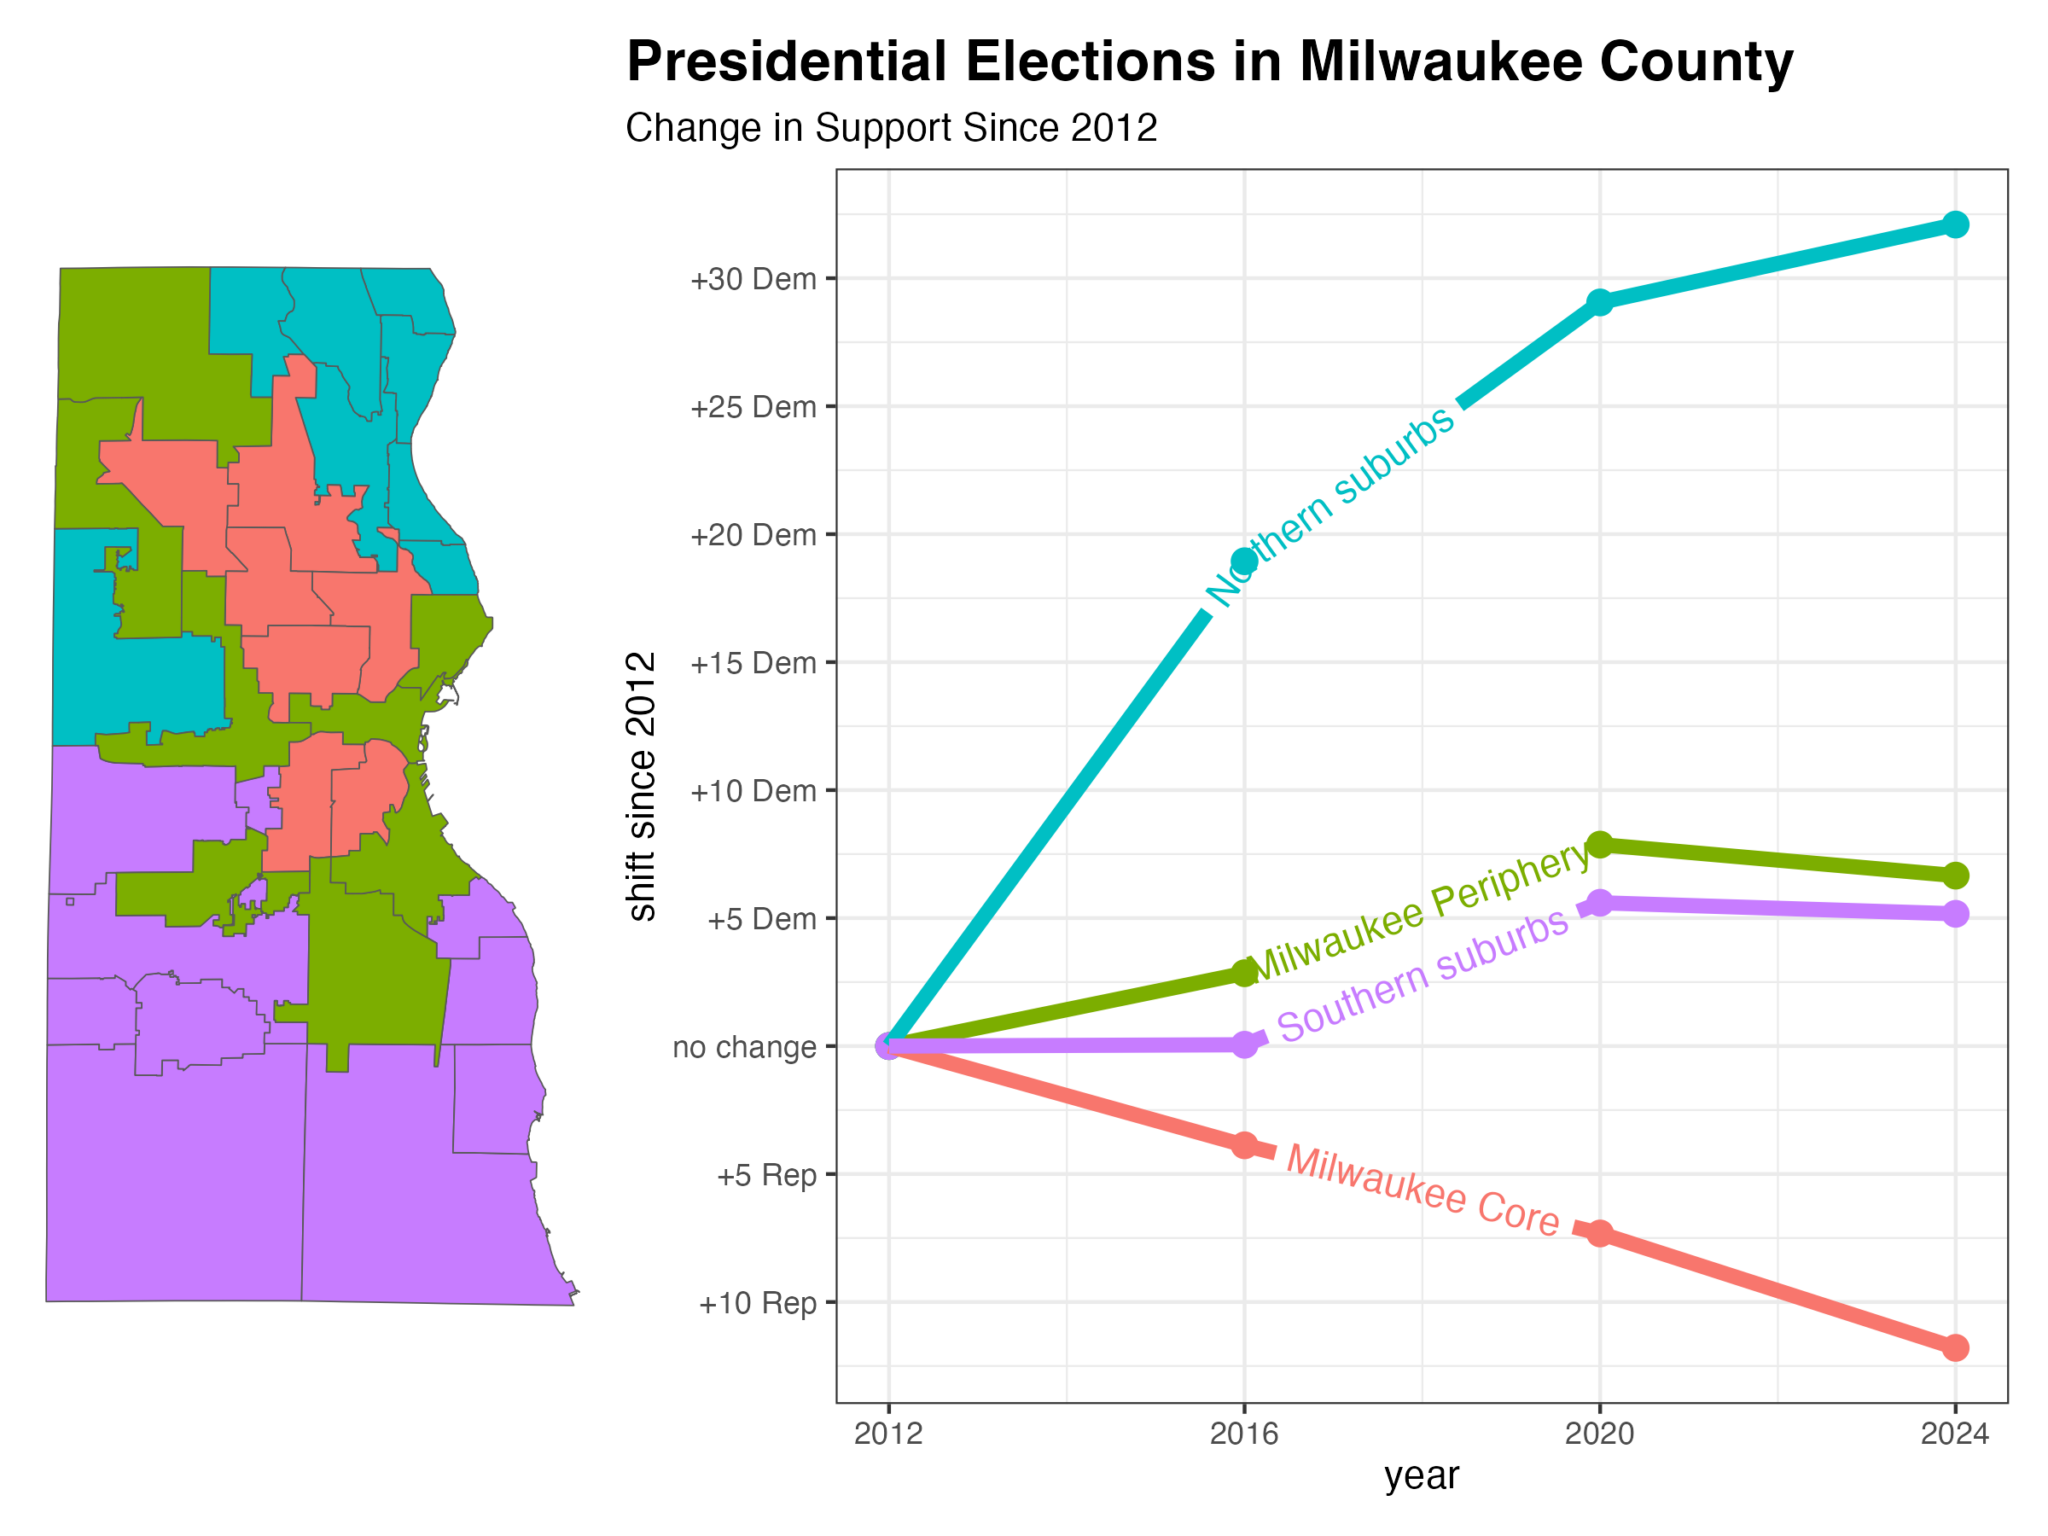 Presidential Elections in Milwaukee County
Change in Support Since 2012
shift since 2012
+30 Dem
+25 Dem
+20 Dem
+15 Dem
+10 Dem
+5 Dem
no change
+5 Rep
+10 Rep
Northern suburbs
Milwaukee Periphery
Southern suburbs
Milwaukee Core
2012
2016
2020
2024
year